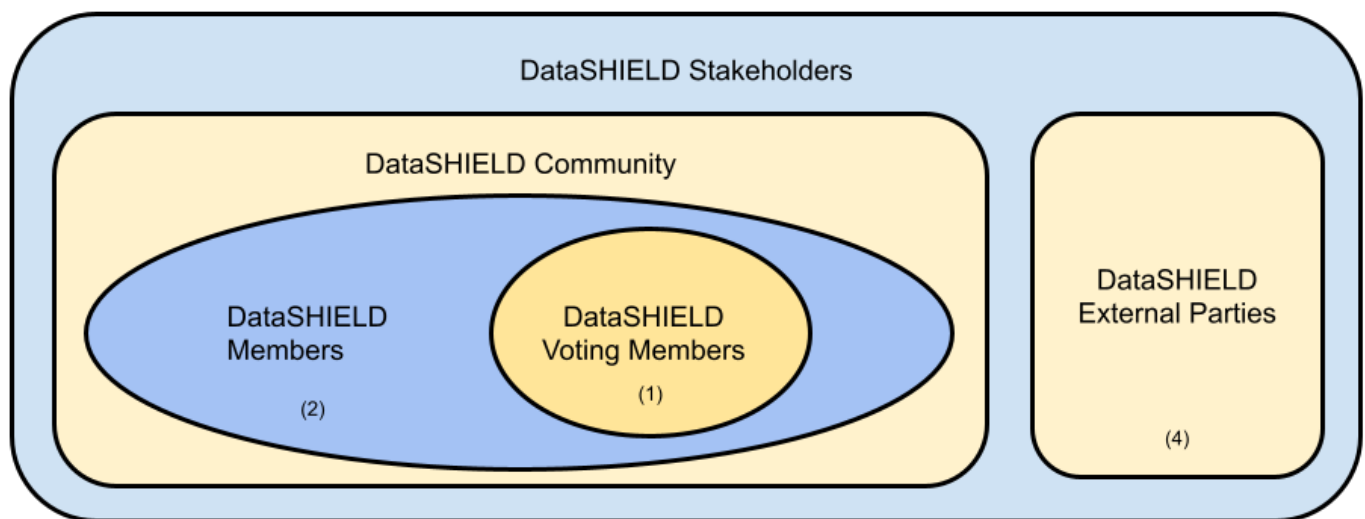 DataSHIELD Stakeholders
DataSHIELD Community
DataSHIELD
Members
(2)
DataSHIELD
Voting Members
(1)
DataSHIELD
External Parties
(4)